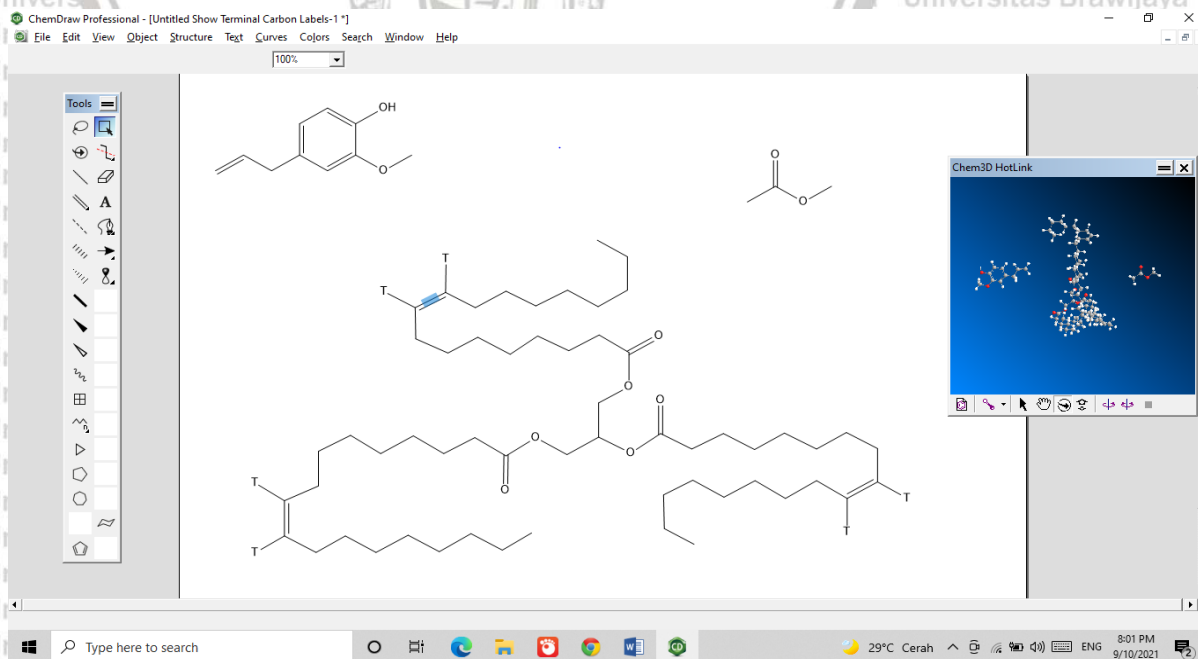 Universitas Brawijaya
ChemDraw Professional - [Untitled Show Terminal Carbon Labels-1 *]
File Edit View Object Structure Text Curves Colors Search Window Help
100%
Tools
A
OH
O
O
O
Chem3D HotLink
T
T
O
O
O
O
O
O
T
T
T
T
Type here to search
W
CD
29°C Cerah
ENG
8:01 PM
9/10/2021
2